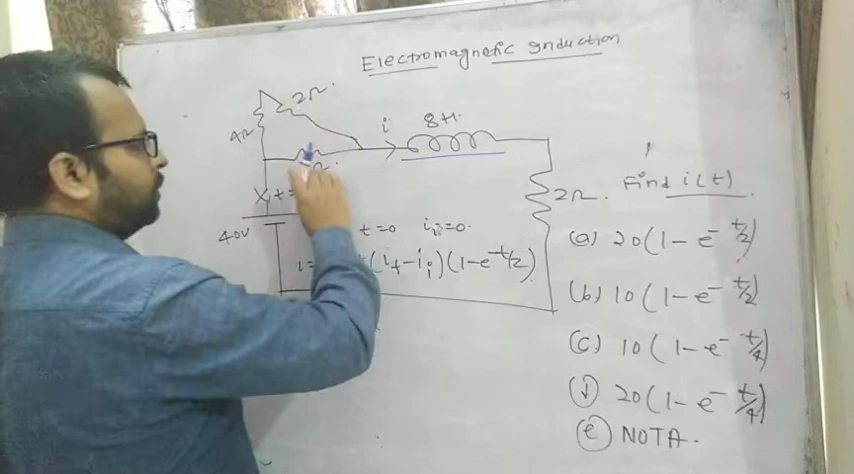 Electromagnetic Induction
2Ω.
4Ω
i
8H.
Ω.
2Ω.
Find i(t)
t=
40V
t=0 i_i=0.
i= (i_f-i_i)(1-e^-t/2)
(a) 20(1-e^-t/2)
(b) 10(1-e^-t/2)
(c) 10(1-e^-t/4)
(d) 20(1-e^-t/4)
(e) NOTA.